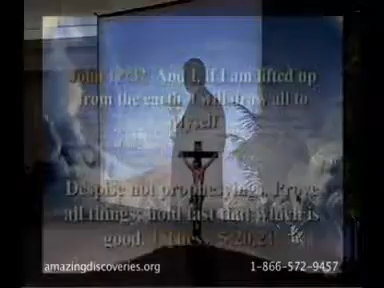 John 12:32 And I, if I am lifted up
from the earth, I will draw all to
Myself
Despise not prophesyings. Prove
all things; hold fast that which is
good. 1 Thess. 5:20,21
amazingdiscoveries.org
1-866-572-9457